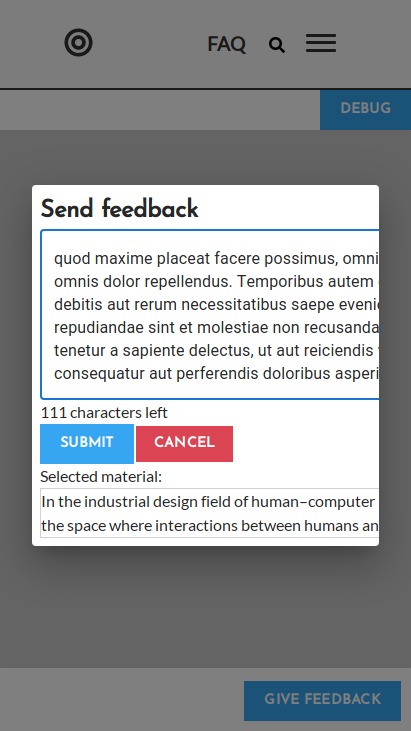 FAQ
DEBUG
Send feedback
quod maxime placeat facere possimus, omni
omnis dolor repellendus. Temporibus autem
debitis aut rerum necessitatibus saepe eveni
repudiandae sint et molestiae non recusanda
tenetur a sapiente delectus, ut aut reiciendis
consequatur aut perferendis doloribus asperi
111 characters left
SUBMIT CANCEL
Selected material:
In the industrial design field of human–computer
the space where interactions between humans an
GIVE FEEDBACK